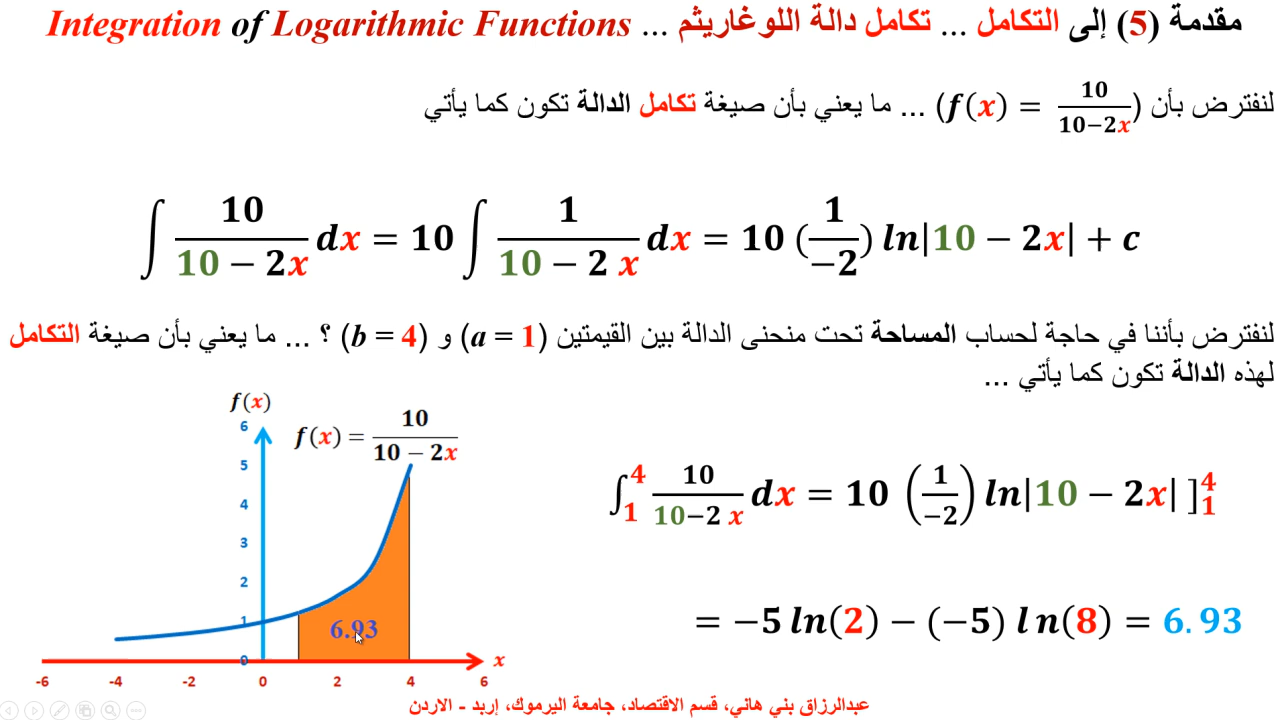 مقدمة (5) إلى التكامل ... تكامل دالة اللوغاريثم ... Integration of Logarithmic Functions
لنفترض بأن (f(x) = 10/(10−2x)) ... ما يعني بأن صيغة تكامل الدالة تكون كما يأتي
∫ 10/(10 − 2x) dx = 10 ∫ 1/(10 − 2 x) dx = 10 (1/−2) ln|10 − 2x| + c
لنفترض بأننا في حاجة لحساب المساحة تحت منحنى الدالة بين القيمتين (a = 1) و (b = 4) ؟ ... ما يعني بأن صيغة التكامل
لهذه الدالة تكون كما يأتي ...
f(x)
f(x) = 10/(10 − 2x)
6
5
4
3
2
1
0
6.93
x
-6 -4 -2 0 2 4 6
∫₁⁴ 10/(10−2 x) dx = 10 (1/−2) ln|10 − 2x| ]₁⁴
= −5 ln(2) − (−5) ln(8) = 6.93
عبدالرزاق بني هاني، قسم الاقتصاد، جامعة اليرموك، إربد - الاردن